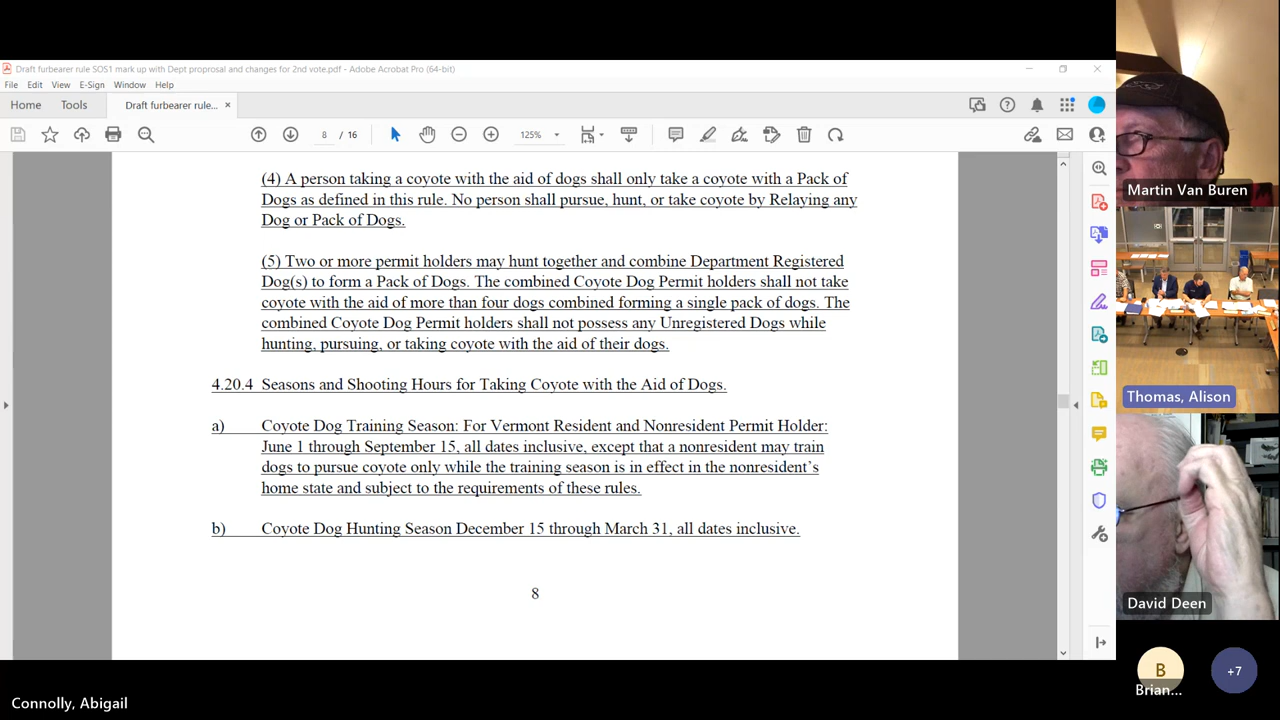 Draft furbearer rule SOS1 mark up with Dept proprosal and changes for 2nd vote.pdf - Adobe Acrobat Pro (64-bit)
File Edit View E-Sign Window Help
Home Tools Draft furbearer rule... ×
8 / 16 125%
(4) A person taking a coyote with the aid of dogs shall only take a coyote with a Pack of
Dogs as defined in this rule. No person shall pursue, hunt, or take coyote by Relaying any
Dog or Pack of Dogs.
(5) Two or more permit holders may hunt together and combine Department Registered
Dog(s) to form a Pack of Dogs. The combined Coyote Dog Permit holders shall not take
coyote with the aid of more than four dogs combined forming a single pack of dogs. The
combined Coyote Dog Permit holders shall not possess any Unregistered Dogs while
hunting, pursuing, or taking coyote with the aid of their dogs.
4.20.4 Seasons and Shooting Hours for Taking Coyote with the Aid of Dogs.
a) Coyote Dog Training Season: For Vermont Resident and Nonresident Permit Holder:
June 1 through September 15, all dates inclusive, except that a nonresident may train
dogs to pursue coyote only while the training season is in effect in the nonresident's
home state and subject to the requirements of these rules.
b) Coyote Dog Hunting Season December 15 through March 31, all dates inclusive.
8
Martin Van Buren
Thomas, Alison
David Deen
B
Brian...
+7
Connolly, Abigail